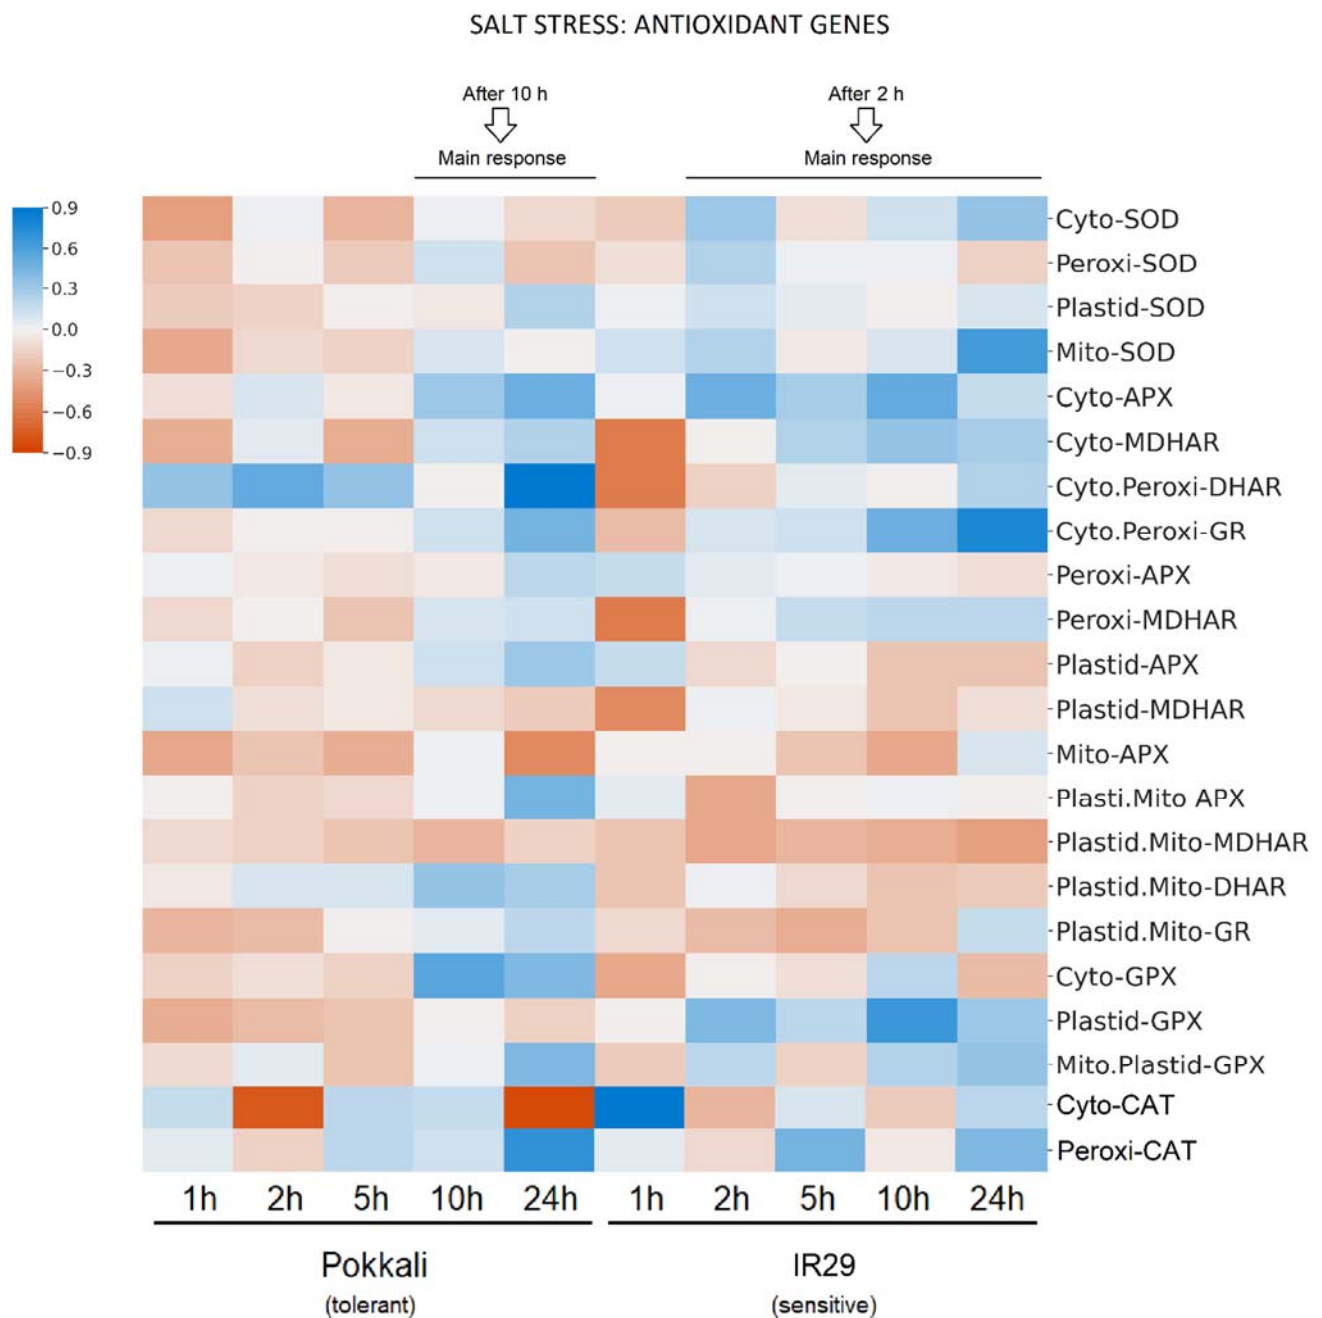 SALT STRESS: ANTIOXIDANT GENES
After 10 h
After 2 h
Main response
Main response
0.9
0.6
0.3
0.0
−0.3
−0.6
−0.9
Cyto-SOD
Peroxi-SOD
Plastid-SOD
Mito-SOD
Cyto-APX
Cyto-MDHAR
Cyto.Peroxi-DHAR
Cyto.Peroxi-GR
Peroxi-APX
Peroxi-MDHAR
Plastid-APX
Plastid-MDHAR
Mito-APX
Plasti.Mito APX
Plastid.Mito-MDHAR
Plastid.Mito-DHAR
Plastid.Mito-GR
Cyto-GPX
Plastid-GPX
Mito.Plastid-GPX
Cyto-CAT
Peroxi-CAT
1h 2h 5h 10h 24h 1h 2h 5h 10h 24h
Pokkali IR29
(tolerant) (sensitive)